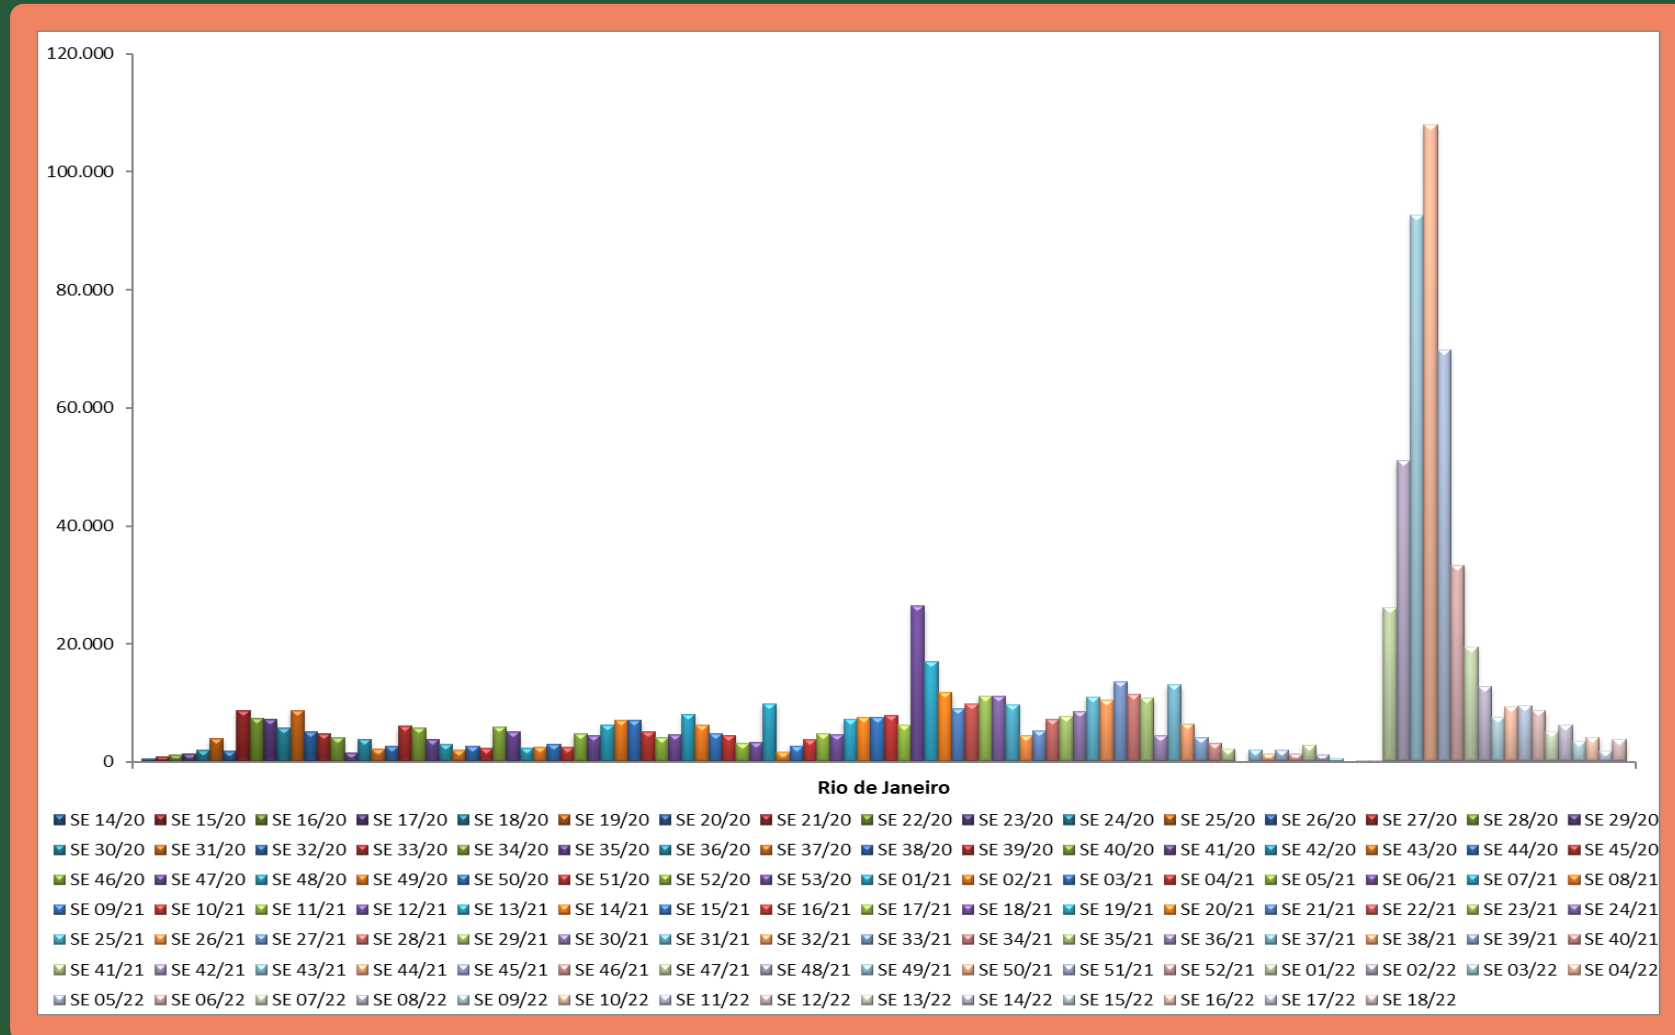 120.000
100.000
80.000
60.000
40.000
20.000
0
Rio de Janeiro
SE 14/20 SE 15/20 SE 16/20 SE 17/20 SE 18/20 SE 19/20 SE 20/20 SE 21/20 SE 22/20 SE 23/20 SE 24/20 SE 25/20 SE 26/20 SE 27/20 SE 28/20 SE 29/20
SE 30/20 SE 31/20 SE 32/20 SE 33/20 SE 34/20 SE 35/20 SE 36/20 SE 37/20 SE 38/20 SE 39/20 SE 40/20 SE 41/20 SE 42/20 SE 43/20 SE 44/20 SE 45/20
SE 46/20 SE 47/20 SE 48/20 SE 49/20 SE 50/20 SE 51/20 SE 52/20 SE 53/20 SE 01/21 SE 02/21 SE 03/21 SE 04/21 SE 05/21 SE 06/21 SE 07/21 SE 08/21
SE 09/21 SE 10/21 SE 11/21 SE 12/21 SE 13/21 SE 14/21 SE 15/21 SE 16/21 SE 17/21 SE 18/21 SE 19/21 SE 20/21 SE 21/21 SE 22/21 SE 23/21 SE 24/21
SE 25/21 SE 26/21 SE 27/21 SE 28/21 SE 29/21 SE 30/21 SE 31/21 SE 32/21 SE 33/21 SE 34/21 SE 35/21 SE 36/21 SE 37/21 SE 38/21 SE 39/21 SE 40/21
SE 41/21 SE 42/21 SE 43/21 SE 44/21 SE 45/21 SE 46/21 SE 47/21 SE 48/21 SE 49/21 SE 50/21 SE 51/21 SE 52/21 SE 01/22 SE 02/22 SE 03/22 SE 04/22
SE 05/22 SE 06/22 SE 07/22 SE 08/22 SE 09/22 SE 10/22 SE 11/22 SE 12/22 SE 13/22 SE 14/22 SE 15/22 SE 16/22 SE 17/22 SE 18/22